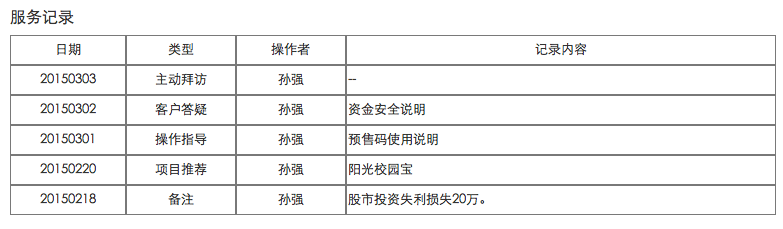 服务记录
日期 类型 操作者 记录内容
20150303 主动拜访 孙强 --
20150302 客户答疑 孙强 资金安全说明
20150301 操作指导 孙强 预售码使用说明
20150220 项目推荐 孙强 阳光校园宝
20150218 备注 孙强 股市投资失利损失20万。